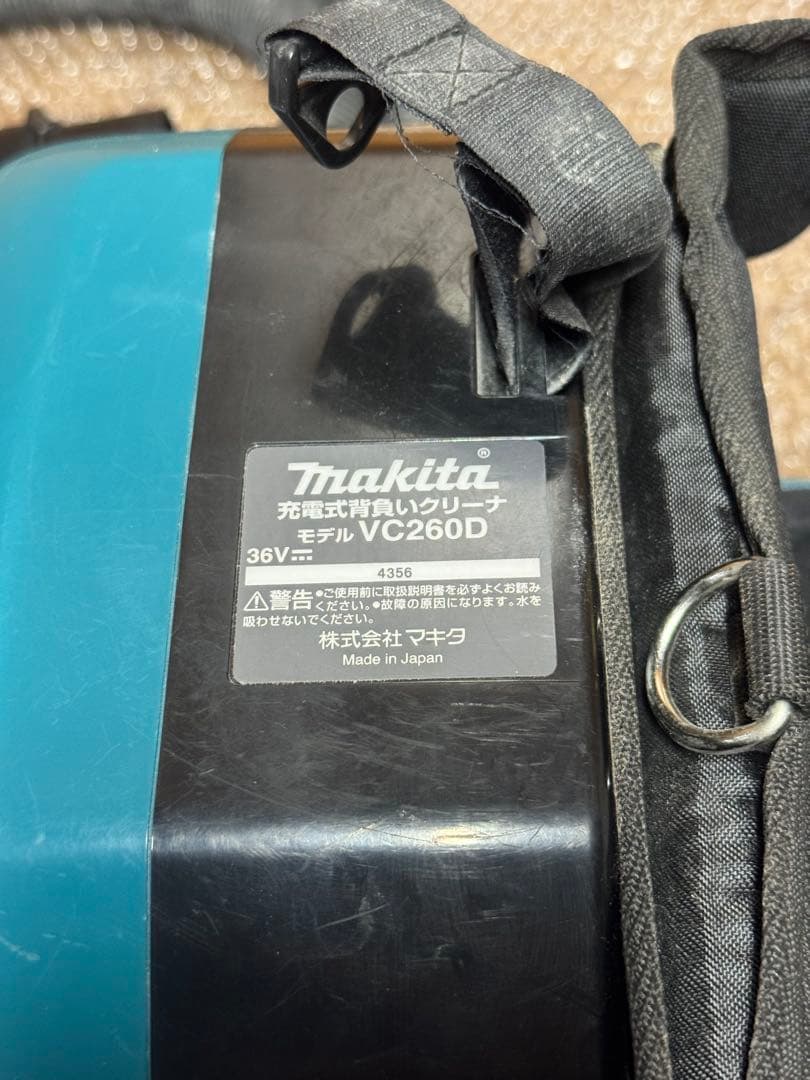 makita®
充電式背負いクリーナ
モデル VC260D
36V⎓
4356
⚠警告 •ご使用前に取扱説明書を必ずよくお読み
ください。•故障の原因になります。水を
吸わせないでください。
株式会社 マキタ
Made in Japan